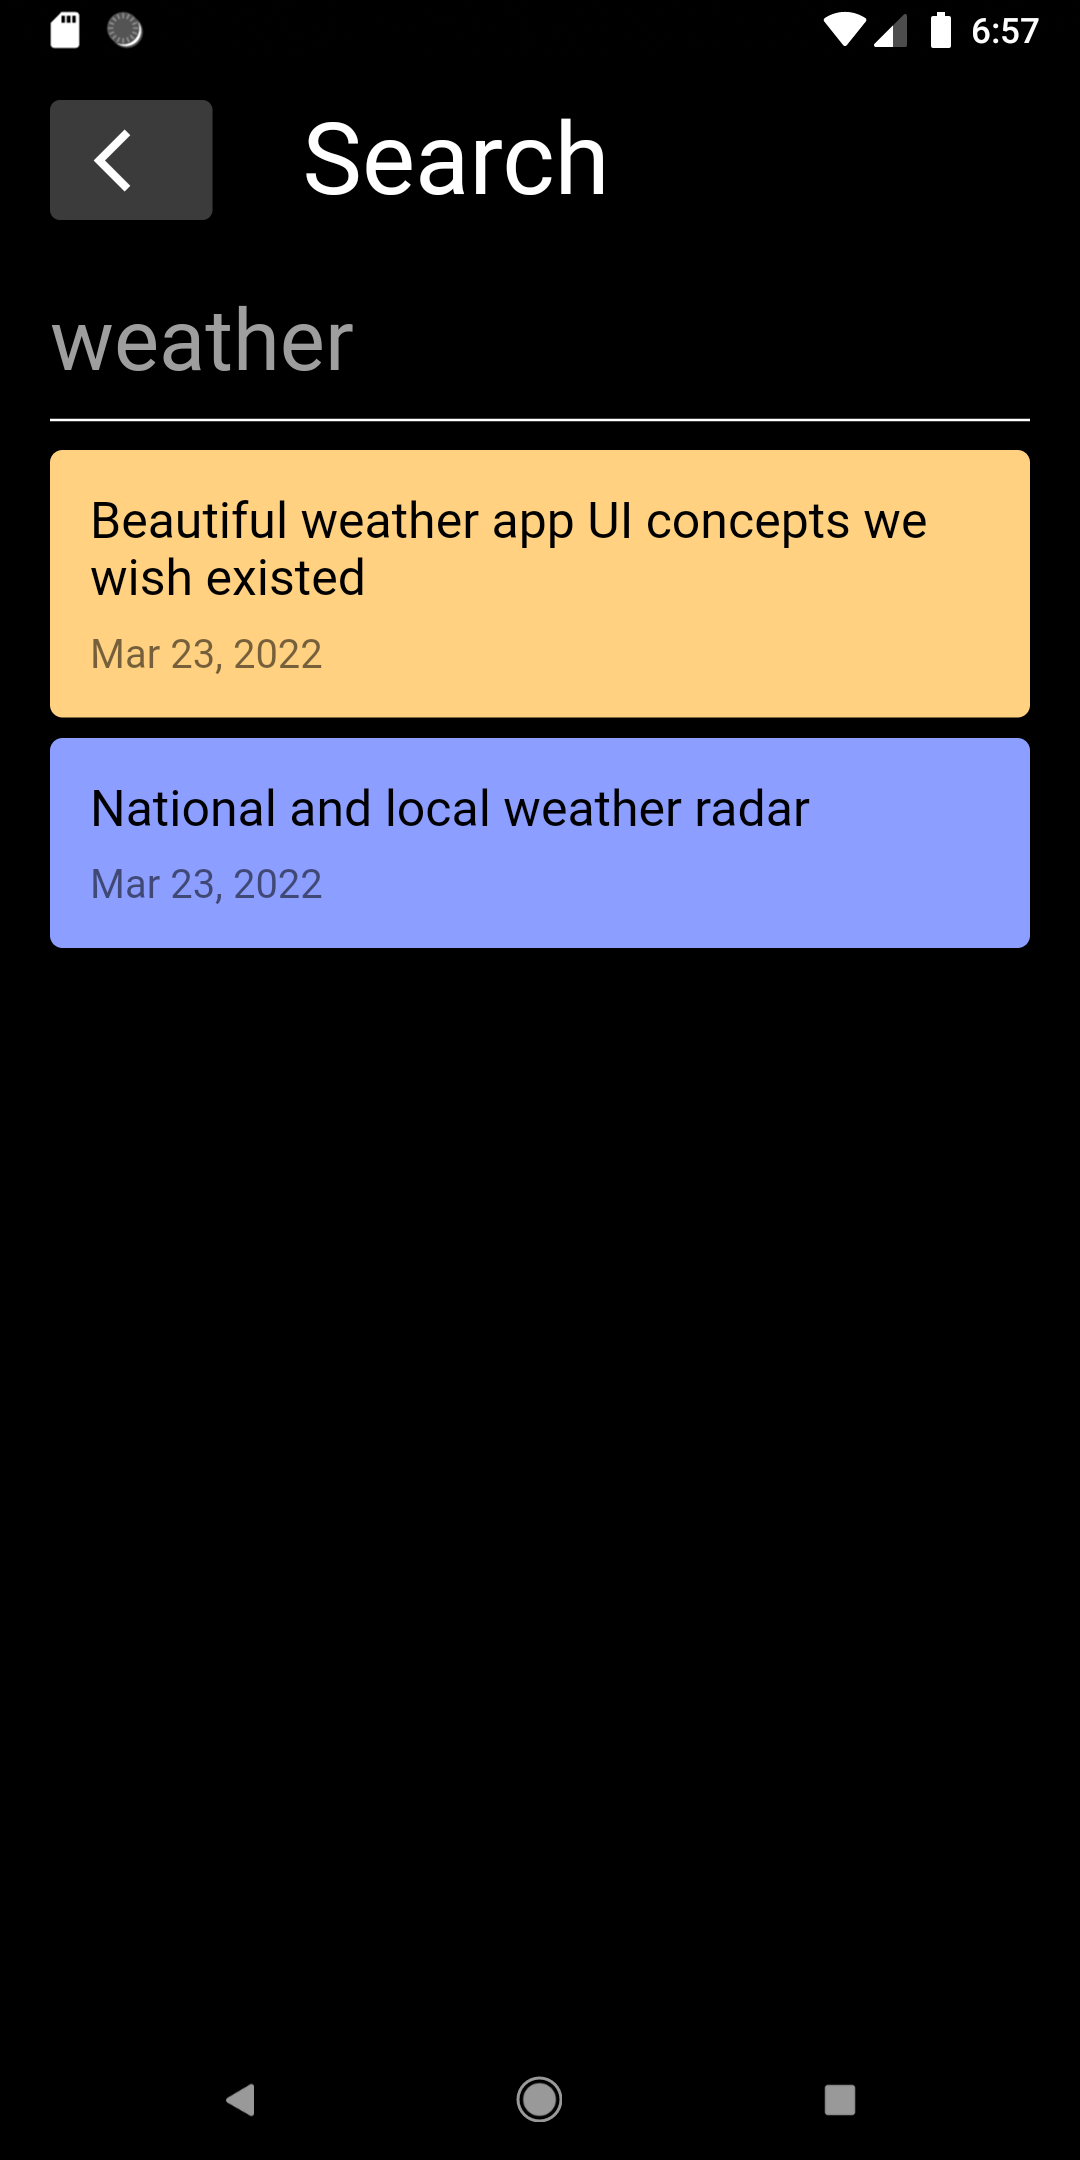 6:57
Search
weather
Beautiful weather app UI concepts we
wish existed
Mar 23, 2022
National and local weather radar
Mar 23, 2022